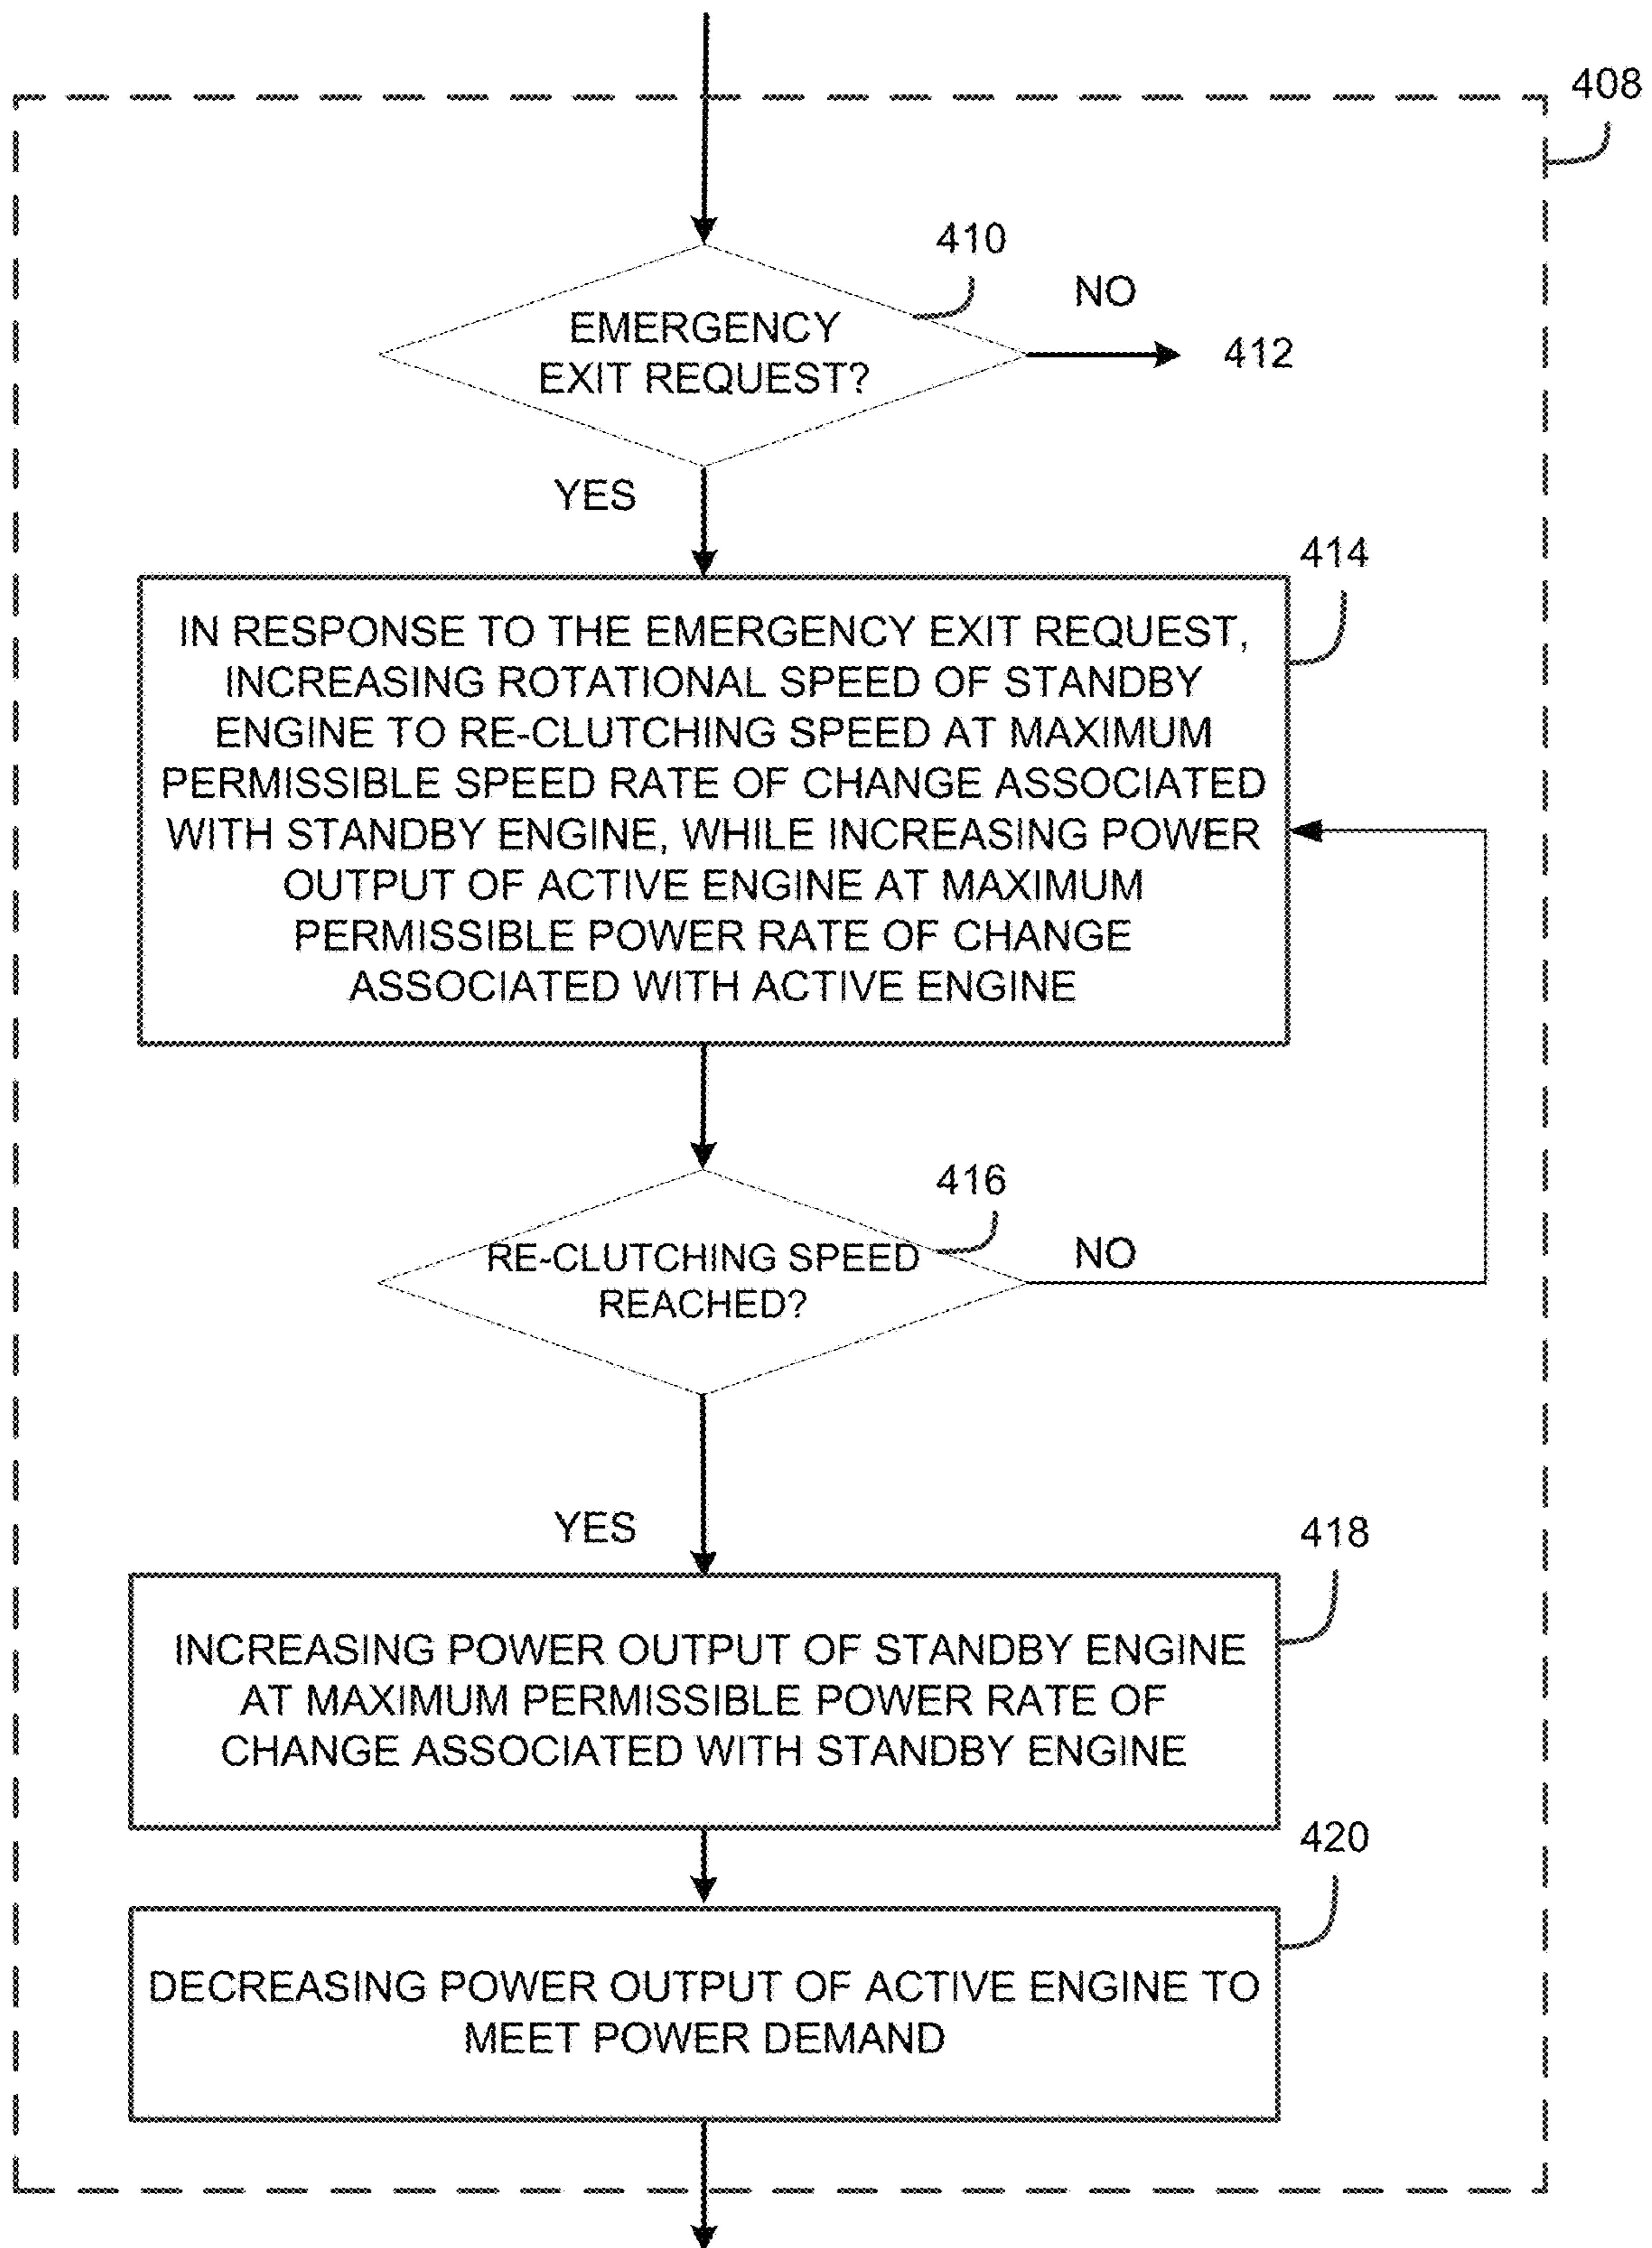 408
410
NO
EMERGENCY
EXIT REQUEST?
412
YES
414
IN RESPONSE TO THE EMERGENCY EXIT REQUEST,
INCREASING ROTATIONAL SPEED OF STANDBY
ENGINE TO RE-CLUTCHING SPEED AT MAXIMUM
PERMISSIBLE SPEED RATE OF CHANGE ASSOCIATED
WITH STANDBY ENGINE, WHILE INCREASING POWER
OUTPUT OF ACTIVE ENGINE AT MAXIMUM
PERMISSIBLE POWER RATE OF CHANGE
ASSOCIATED WITH ACTIVE ENGINE
416
NO
RE-CLUTCHING SPEED
REACHED?
YES
418
INCREASING POWER OUTPUT OF STANDBY ENGINE
AT MAXIMUM PERMISSIBLE POWER RATE OF
CHANGE ASSOCIATED WITH STANDBY ENGINE
420
DECREASING POWER OUTPUT OF ACTIVE ENGINE TO
MEET POWER DEMAND